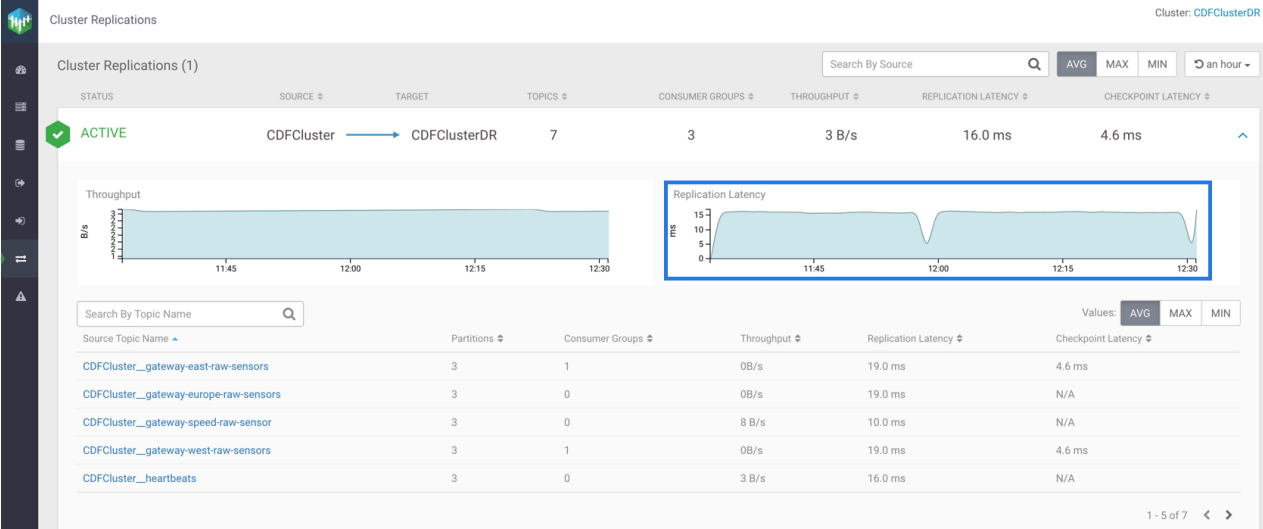 Cluster Replications
Cluster: CDFClusterDR
Cluster Replications (1)
Search By Source
AVG MAX MIN
an hour
STATUS SOURCE TARGET TOPICS CONSUMER GROUPS THROUGHPUT REPLICATION LATENCY CHECKPOINT LATENCY
ACTIVE CDFCluster CDFClusterDR 7 3 3 B/s 16.0 ms 4.6 ms
Throughput
B/s
3
2
2
2
2
1
11:45 12:00 12:15 12:30
Replication Latency
ms
15
10
5
0
11:45 12:00 12:15 12:30
Search By Topic Name
Values: AVG MAX MIN
Source Topic Name Partitions Consumer Groups Throughput Replication Latency Checkpoint Latency
CDFCluster__gateway-east-raw-sensors 3 1 0B/s 19.0 ms 4.6 ms
CDFCluster__gateway-europe-raw-sensors 3 0 0B/s 19.0 ms N/A
CDFCluster__gateway-speed-raw-sensor 3 0 8 B/s 10.0 ms N/A
CDFCluster__gateway-west-raw-sensors 3 1 0B/s 19.0 ms 4.6 ms
CDFCluster__heartbeats 3 0 3 B/s 16.0 ms N/A
1 - 5 of 7